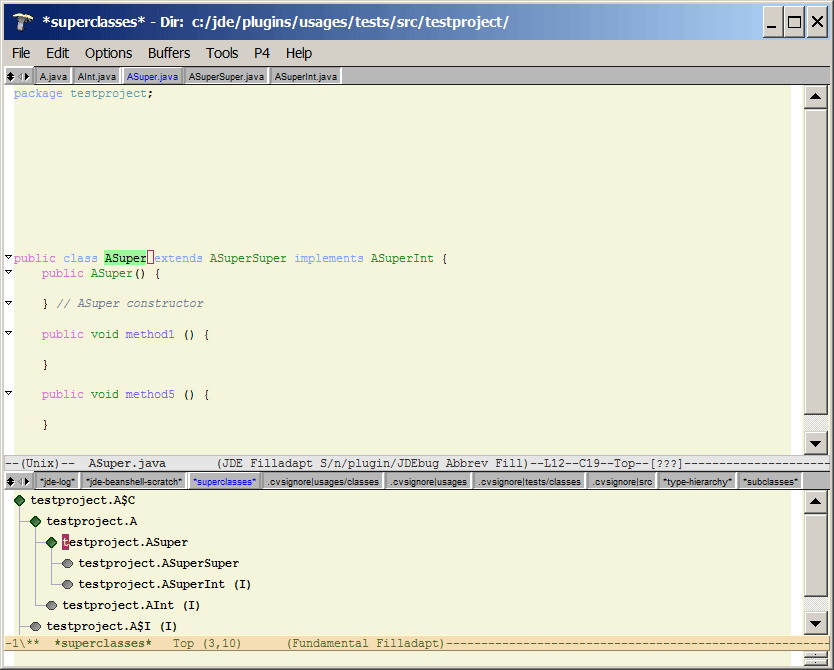 *superclasses* - Dir: c:/jde/plugins/usages/tests/src/testproject/
File Edit Options Buffers Tools P4 Help
A.java AInt.java ASuper.java ASuperSuper.java ASuperInt.java
package testproject;
public class ASuper extends ASuperSuper implements ASuperInt {
public ASuper() {
} // ASuper constructor
public void method1 () {
}
public void method5 () {
}
--(Unix)-- ASuper.java (JDE Filladapt S/n/plugin/JDEbug Abbrev Fill)--L12--C19--Top--[???]---------------------
*jde-log* *jde-beanshell-scratch* *superclasses* .cvsignore|usages/classes .cvsignore|usages .cvsignore|tests/classes .cvsignore|src *type-hierarchy* *subclasses*
testproject.A$C
testproject.A
testproject.ASuper
testproject.ASuperSuper
testproject.ASuperInt (I)
testproject.AInt (I)
testproject.A$I (I)
-1\** *superclasses* Top (3,10) (Fundamental Filladapt)-------------------------------------------------------